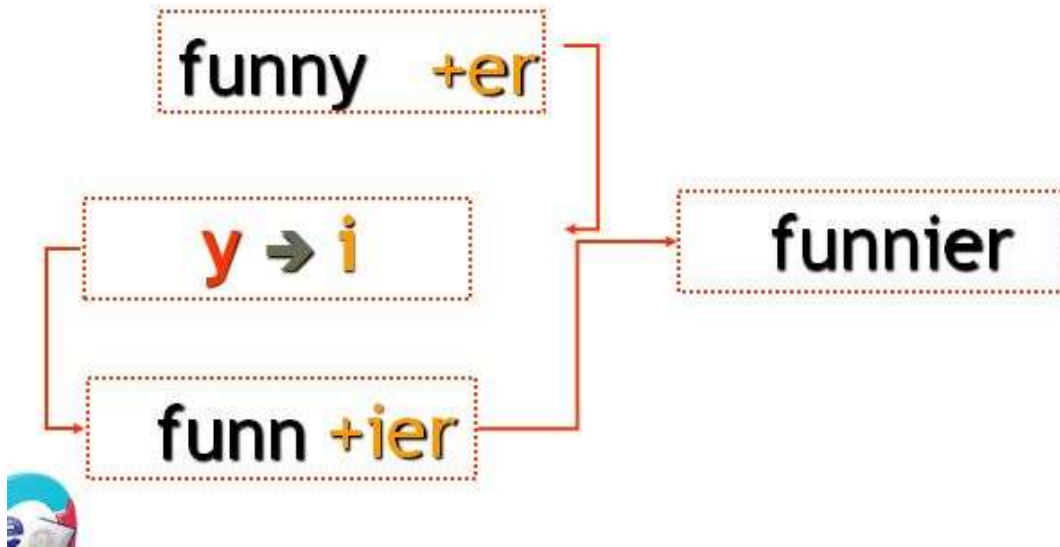 funny +er
y → i
funn +ier
funnier
e